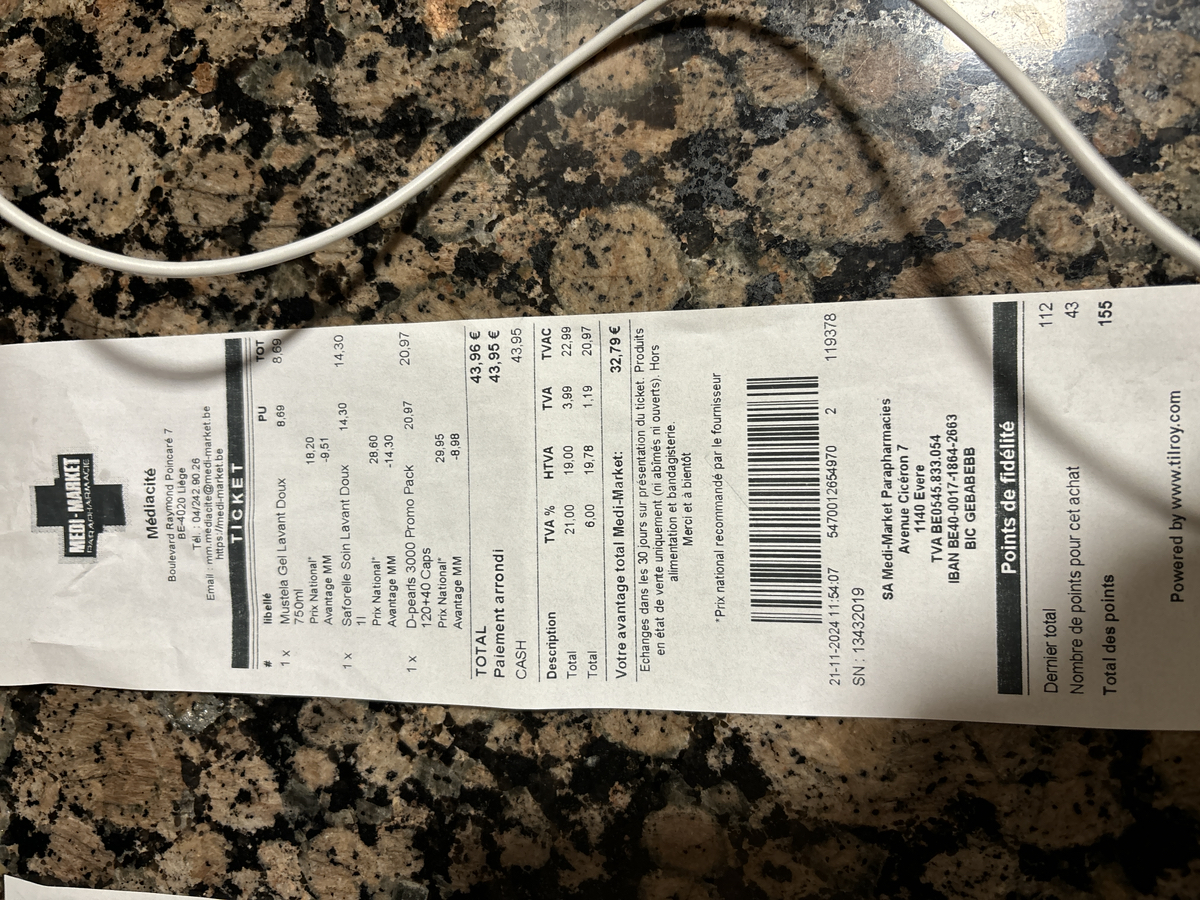 MEDI-MARKET
PARAPHARMACIE
Médiacité
Boulevard Raymond Poincaré 7
BE-4020 Liège
Tél. : 04/242.90.26
Email : mm.mediacite@medi-market.be
https://medi-market.be
TICKET
# libellé PU TOT
1 x Mustela Gel Lavant Doux 8,69 8,69
750ml
Prix National* 18,20
Avantage MM -9,51
1 x Saforelle Soin Lavant Doux 14,30 14,30
1l
Prix National* 28,60
Avantage MM -14,30
1 x D-pearls 3000 Promo Pack 20,97 20,97
120+40 Caps
Prix National* 29,95
Avantage MM -8,98
TOTAL 43,96 €
Paiement arrondi 43,95 €
CASH 43,95
Description TVA % HTVA TVA TVAC
Total 21,00 19,00 3,99 22,99
Total 6,00 19,78 1,19 20,97
Votre avantage total Medi-Market: 32,79 €
Echanges dans les 30 jours sur présentation du ticket. Produits
en état de vente uniquement (ni abîmés ni ouverts). Hors
alimentation et bandagisterie.
Merci et à bientôt
*Prix national recommandé par le fournisseur
21-11-2024 11:54:07 5470012654970 2 119378
SN : 13432019
SA Medi-Market Parapharmacies
Avenue Cicéron 7
1140 Evere
TVA BE0545.833.054
IBAN BE40-0017-1864-2663
BIC GEBABEBB
Points de fidélité
Dernier total 112
Nombre de points pour cet achat 43
Total des points 155
Powered by www.tilroy.com